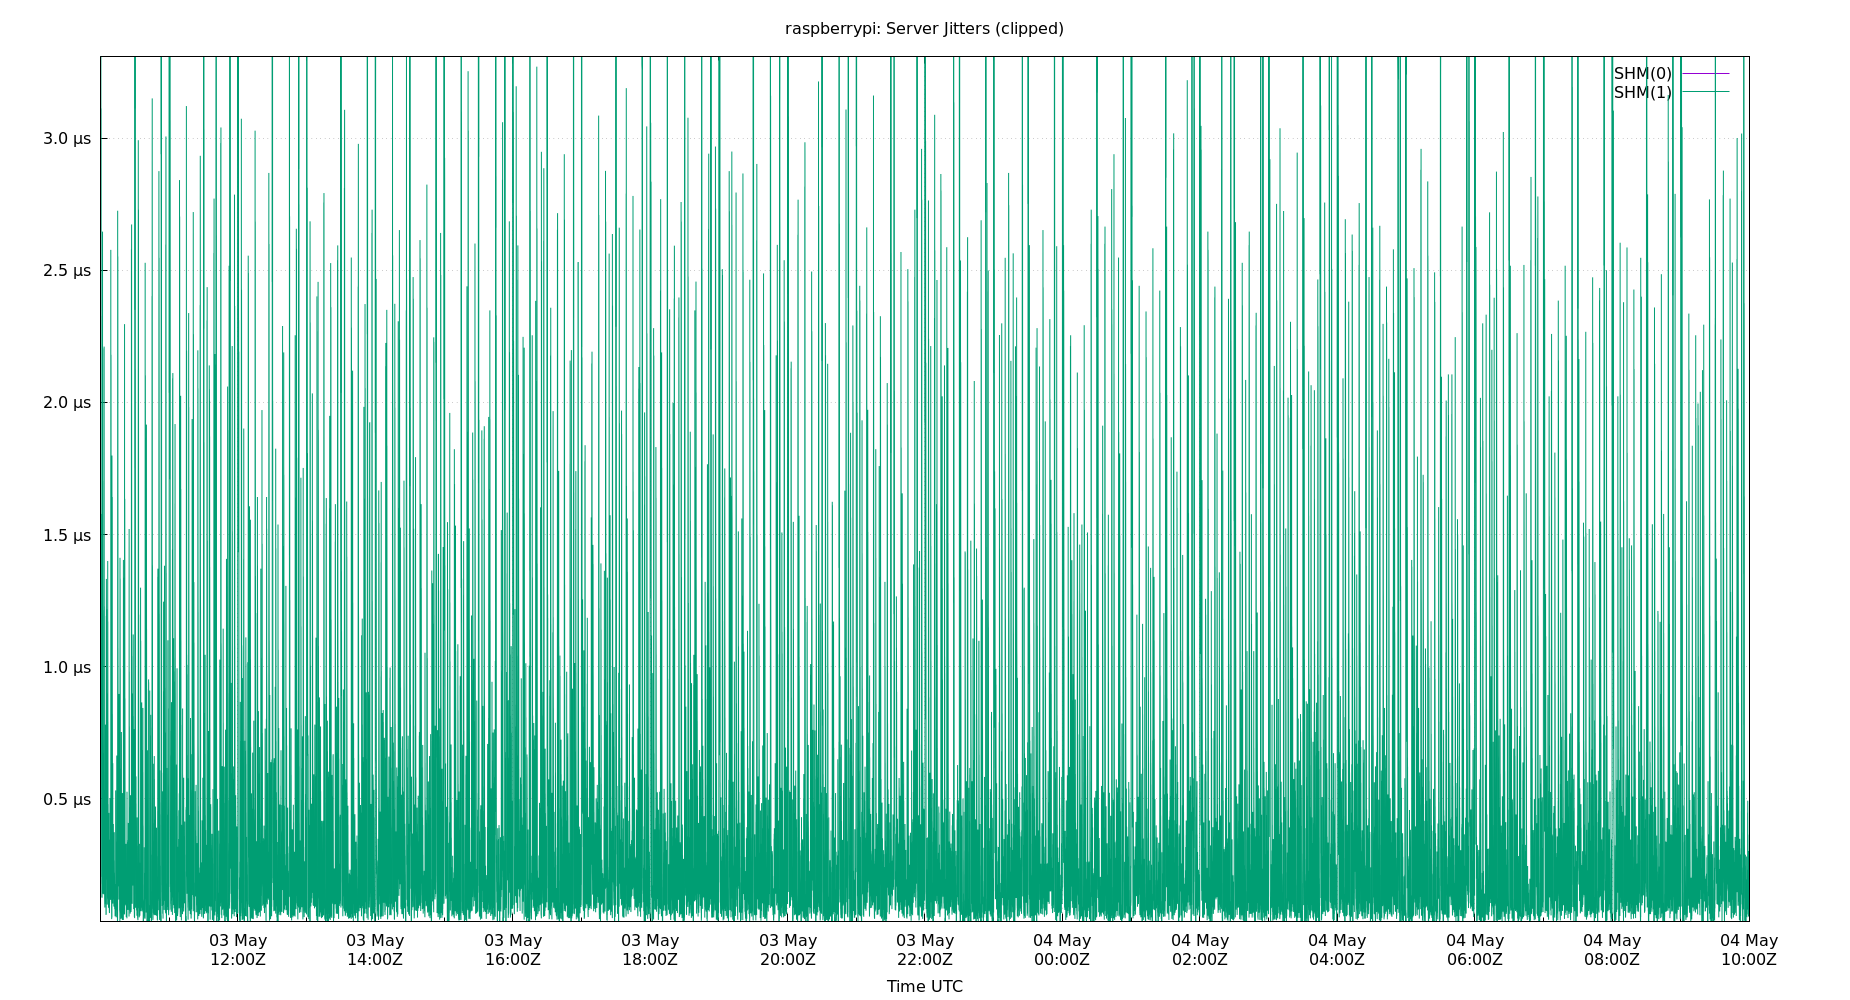 raspberrypi: Server Jitters (clipped)
SHM(0)
SHM(1)
3.0 µs
2.5 µs
2.0 µs
1.5 µs
1.0 µs
0.5 µs
03 May 03 May 03 May 03 May 03 May 03 May 04 May 04 May 04 May 04 May 04 May 04 May
12:00Z 14:00Z 16:00Z 18:00Z 20:00Z 22:00Z 00:00Z 02:00Z 04:00Z 06:00Z 08:00Z 10:00Z
Time UTC